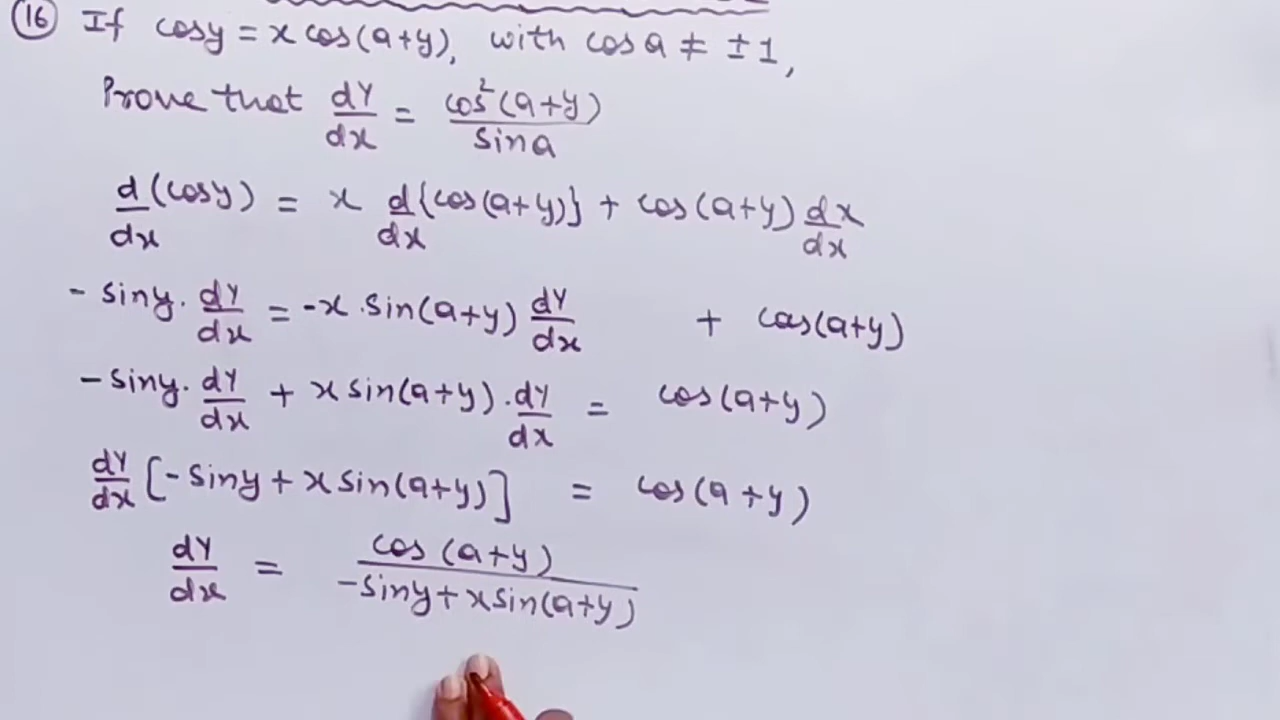 (16) If cosy = x cos(a+y), with cos a ≠ ±1,
Prove that dy/dx = cos²(a+y)/sina
d/dx (cosy) = x d/dx {cos(a+y)} + cos(a+y) dx/dx
- siny. dy/dx = -x . sin(a+y) dy/dx + cos(a+y)
- siny. dy/dx + x sin(a+y) . dy/dx = cos(a+y)
dy/dx [- siny + x sin(a+y)] = cos(a+y)
dy/dx = cos(a+y)/-siny + x sin(a+y)